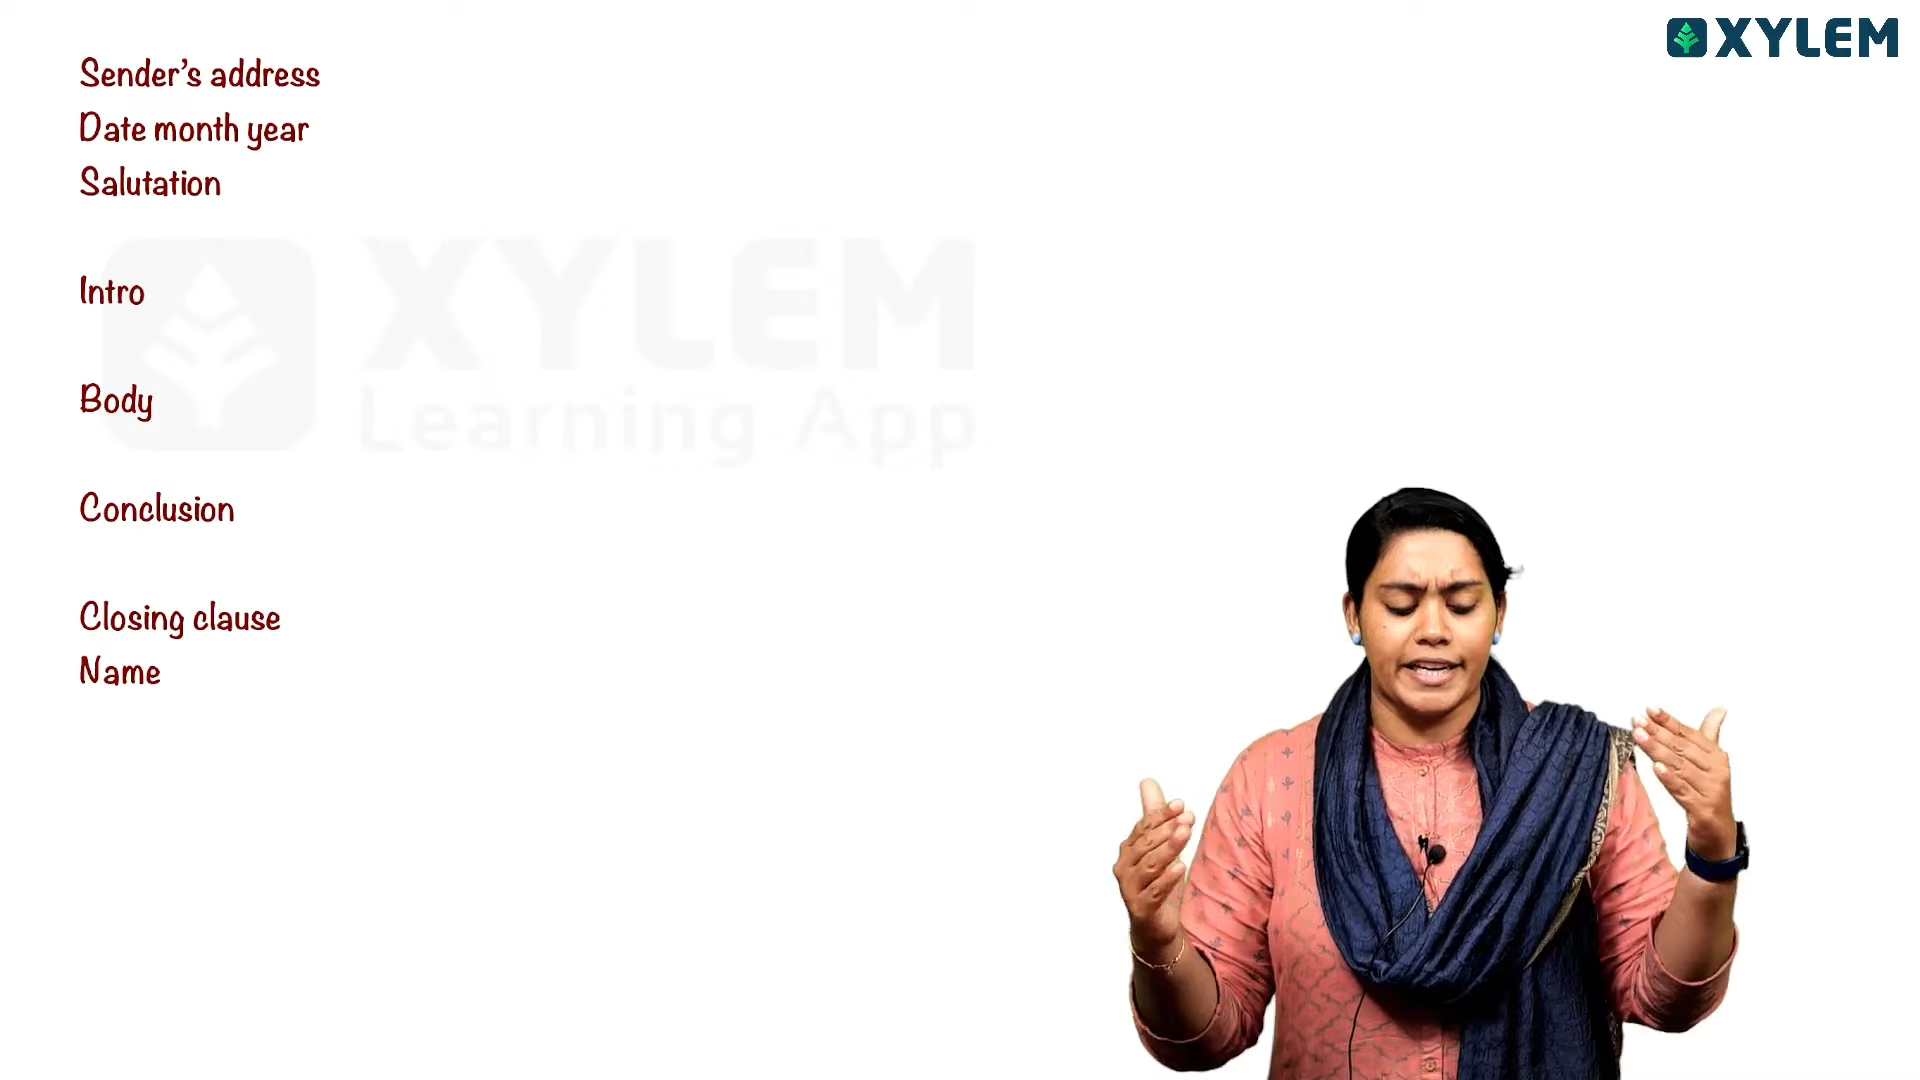 XYLEM
Sender's address
Date month year
Salutation
Intro
Body
Conclusion
Closing clause
Name
XYLEM
Learning App